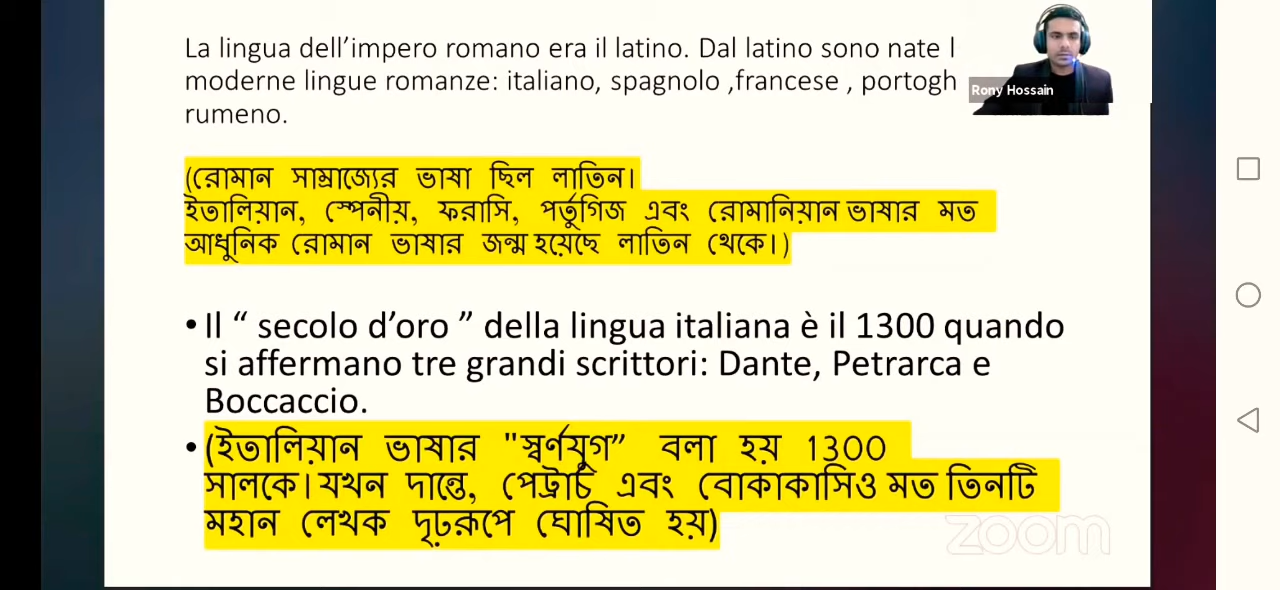 La lingua dell'impero romano era il latino. Dal latino sono nate l
moderne lingue romanze: italiano, spagnolo ,francese , portogh
rumeno.
Rony Hossain
(রোমান সাম্রাজ্যের ভাষা ছিল লাতিন।
ইতালিয়ান, স্পেনীয়, ফরাসি, পর্তুগিজ এবং রোমানিয়ান ভাষার মত
আধুনিক রোমান ভাষার জন্ম হয়েছে লাতিন থেকে।)
• Il “ secolo d'oro ” della lingua italiana è il 1300 quando
si affermano tre grandi scrittori: Dante, Petrarca e
Boccaccio.
• (ইতালিয়ান ভাষার "স্বর্ণযুগ” বলা হয় 1300
সালকে। যখন দান্তে, পেট্রার্চ এবং বোকাকাসিও মত তিনটি
মহান লেখক দৃঢ়রূপে ঘোষিত হয়)
zoom